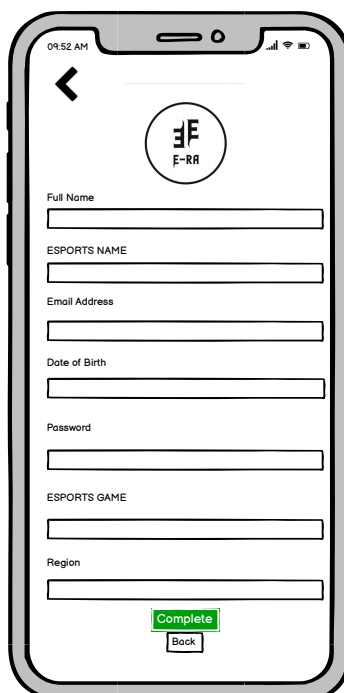 09:52 AM
E-RA
Full Name
ESPORTS NAME
Email Address
Date of Birth
Password
ESPORTS GAME
Region
Complete
Back